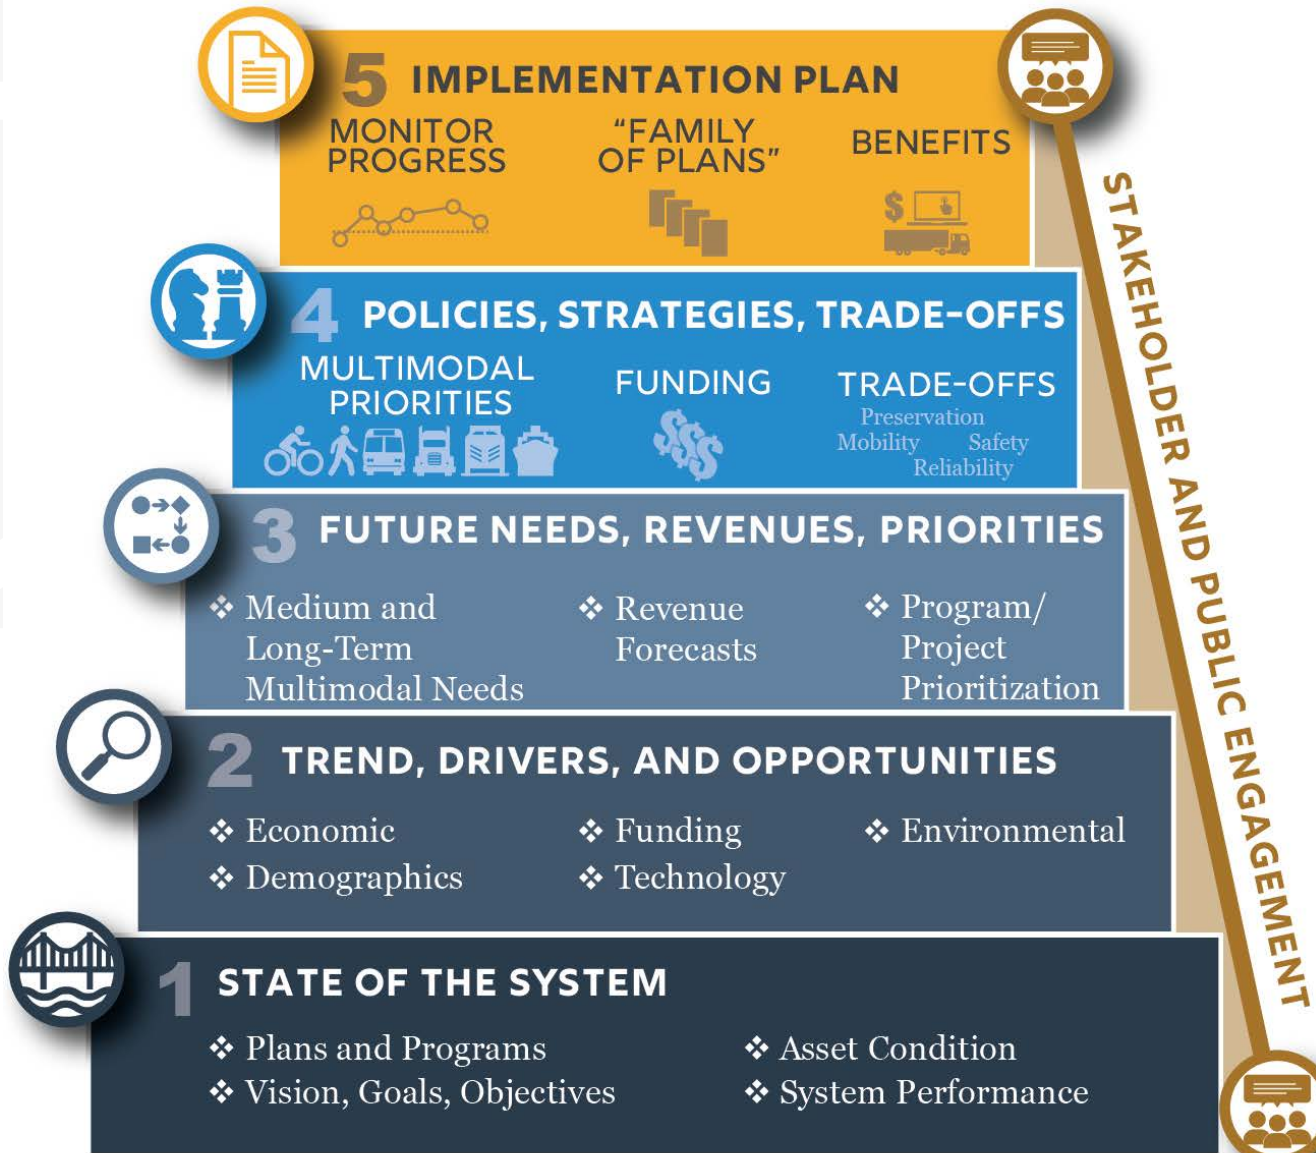 5 IMPLEMENTATION PLAN
MONITOR
PROGRESS
“FAMILY
OF PLANS”
BENEFITS
$
4 POLICIES, STRATEGIES, TRADE-OFFS
MULTIMODAL
PRIORITIES
FUNDING
$$$
TRADE-OFFS
Preservation
Mobility Safety
Reliability
3 FUTURE NEEDS, REVENUES, PRIORITIES
❖ Medium and
Long-Term
Multimodal Needs
❖ Revenue
Forecasts
❖ Program/
Project
Prioritization
2 TREND, DRIVERS, AND OPPORTUNITIES
❖ Economic
❖ Demographics
❖ Funding
❖ Technology
❖ Environmental
1 STATE OF THE SYSTEM
❖ Plans and Programs
❖ Vision, Goals, Objectives
❖ Asset Condition
❖ System Performance
STAKEHOLDER AND PUBLIC ENGAGEMENT